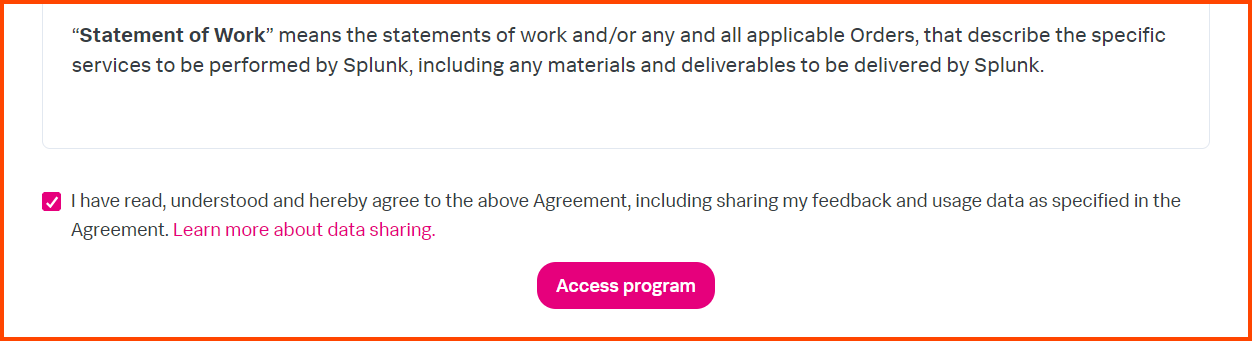 “Statement of Work” means the statements of work and/or any and all applicable Orders, that describe the specific
services to be performed by Splunk, including any materials and deliverables to be delivered by Splunk.
I have read, understood and hereby agree to the above Agreement, including sharing my feedback and usage data as specified in the
Agreement. Learn more about data sharing.
Access program